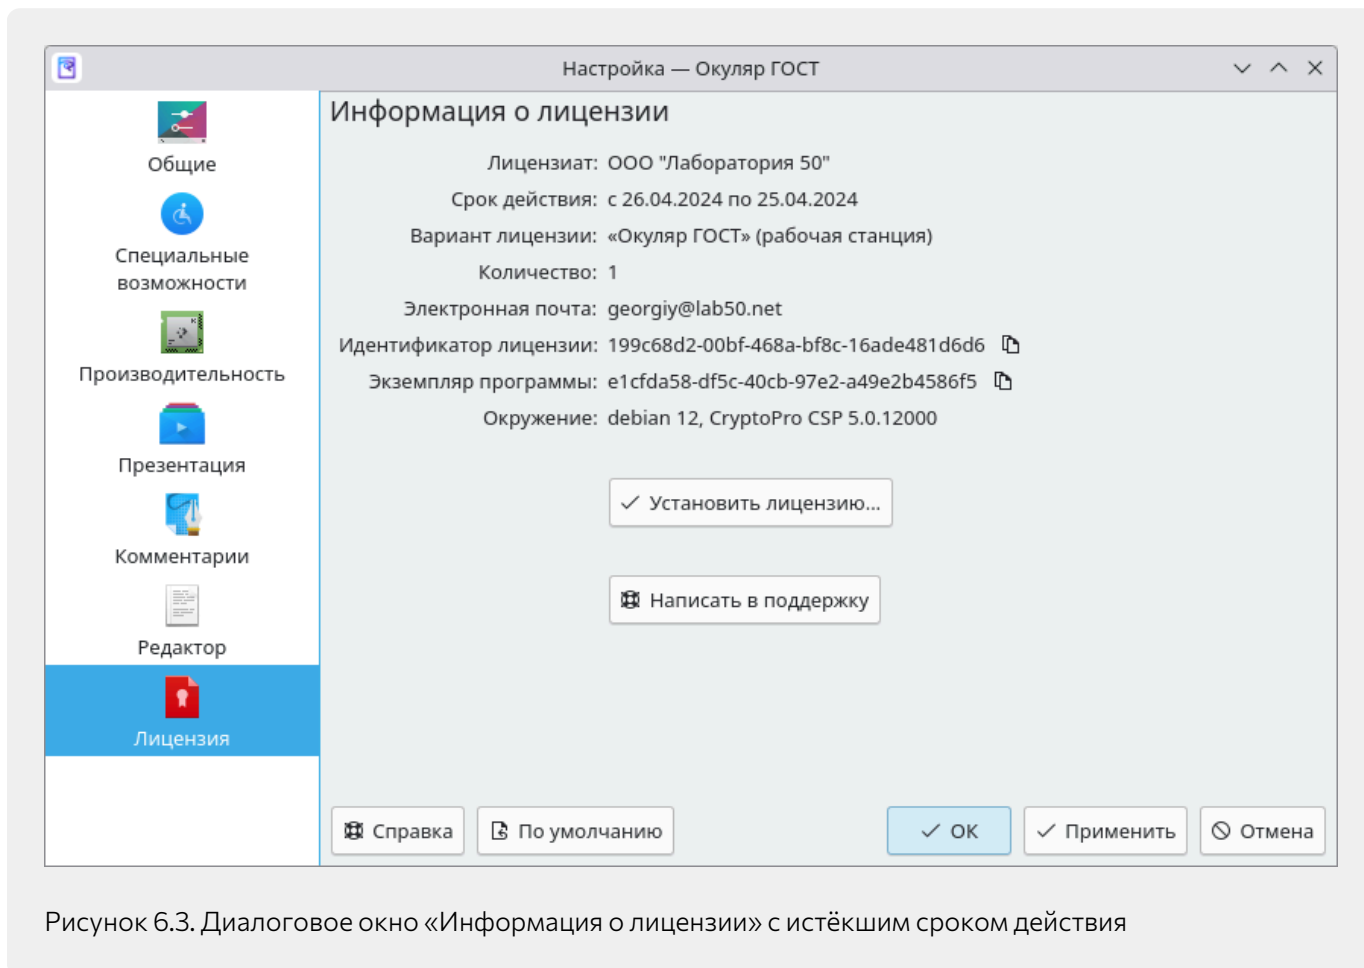 Настройка — Окуляр ГОСТ
Общие
Специальные
возможности
Производительность
Презентация
Комментарии
Редактор
Лицензия
Информация о лицензии
Лицензиат: ООО "Лаборатория 50"
Срок действия: с 26.04.2024 по 25.04.2024
Вариант лицензии: «Окуляр ГОСТ» (рабочая станция)
Количество: 1
Электронная почта: georgiy@lab50.net
Идентификатор лицензии: 199c68d2-00bf-468a-bf8c-16ade481d6d6
Экземпляр программы: e1cfda58-df5c-40cb-97e2-a49e2b4586f5
Окружение: debian 12, CryptoPro CSP 5.0.12000
Установить лицензию...
Написать в поддержку
Справка По умолчанию ОК Применить Отмена
Рисунок 6.3. Диалоговое окно «Информация о лицензии» с истёкшим сроком действия